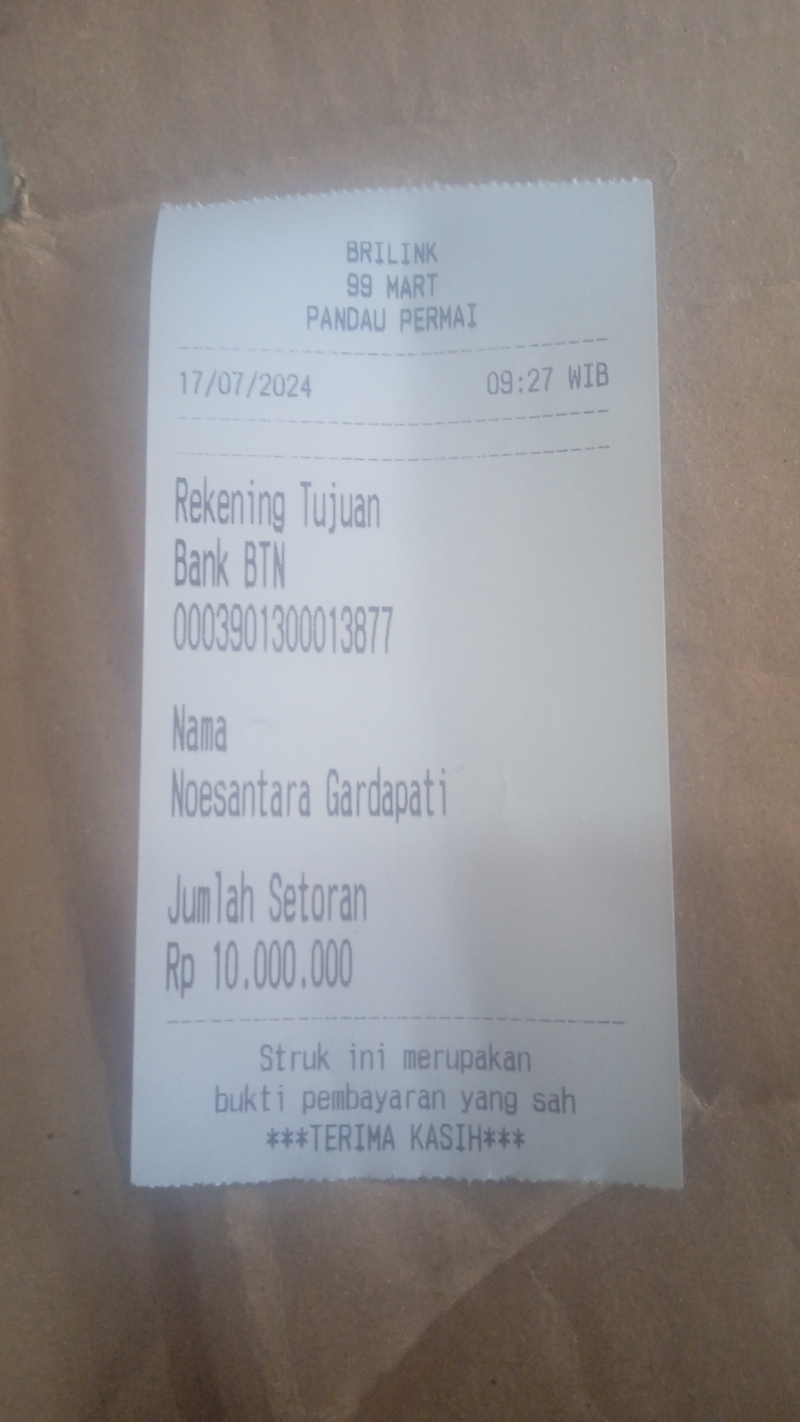 BRILINK
99 MART
PANDAU PERMAI
17/07/2024 09:27 WIB
Rekening Tujuan
Bank BTN
0003901300013877
Nama
Noesantara Gardapati
Jumlah Setoran
Rp 10.000.000
Struk ini merupakan
bukti pembayaran yang sah
***TERIMA KASIH***